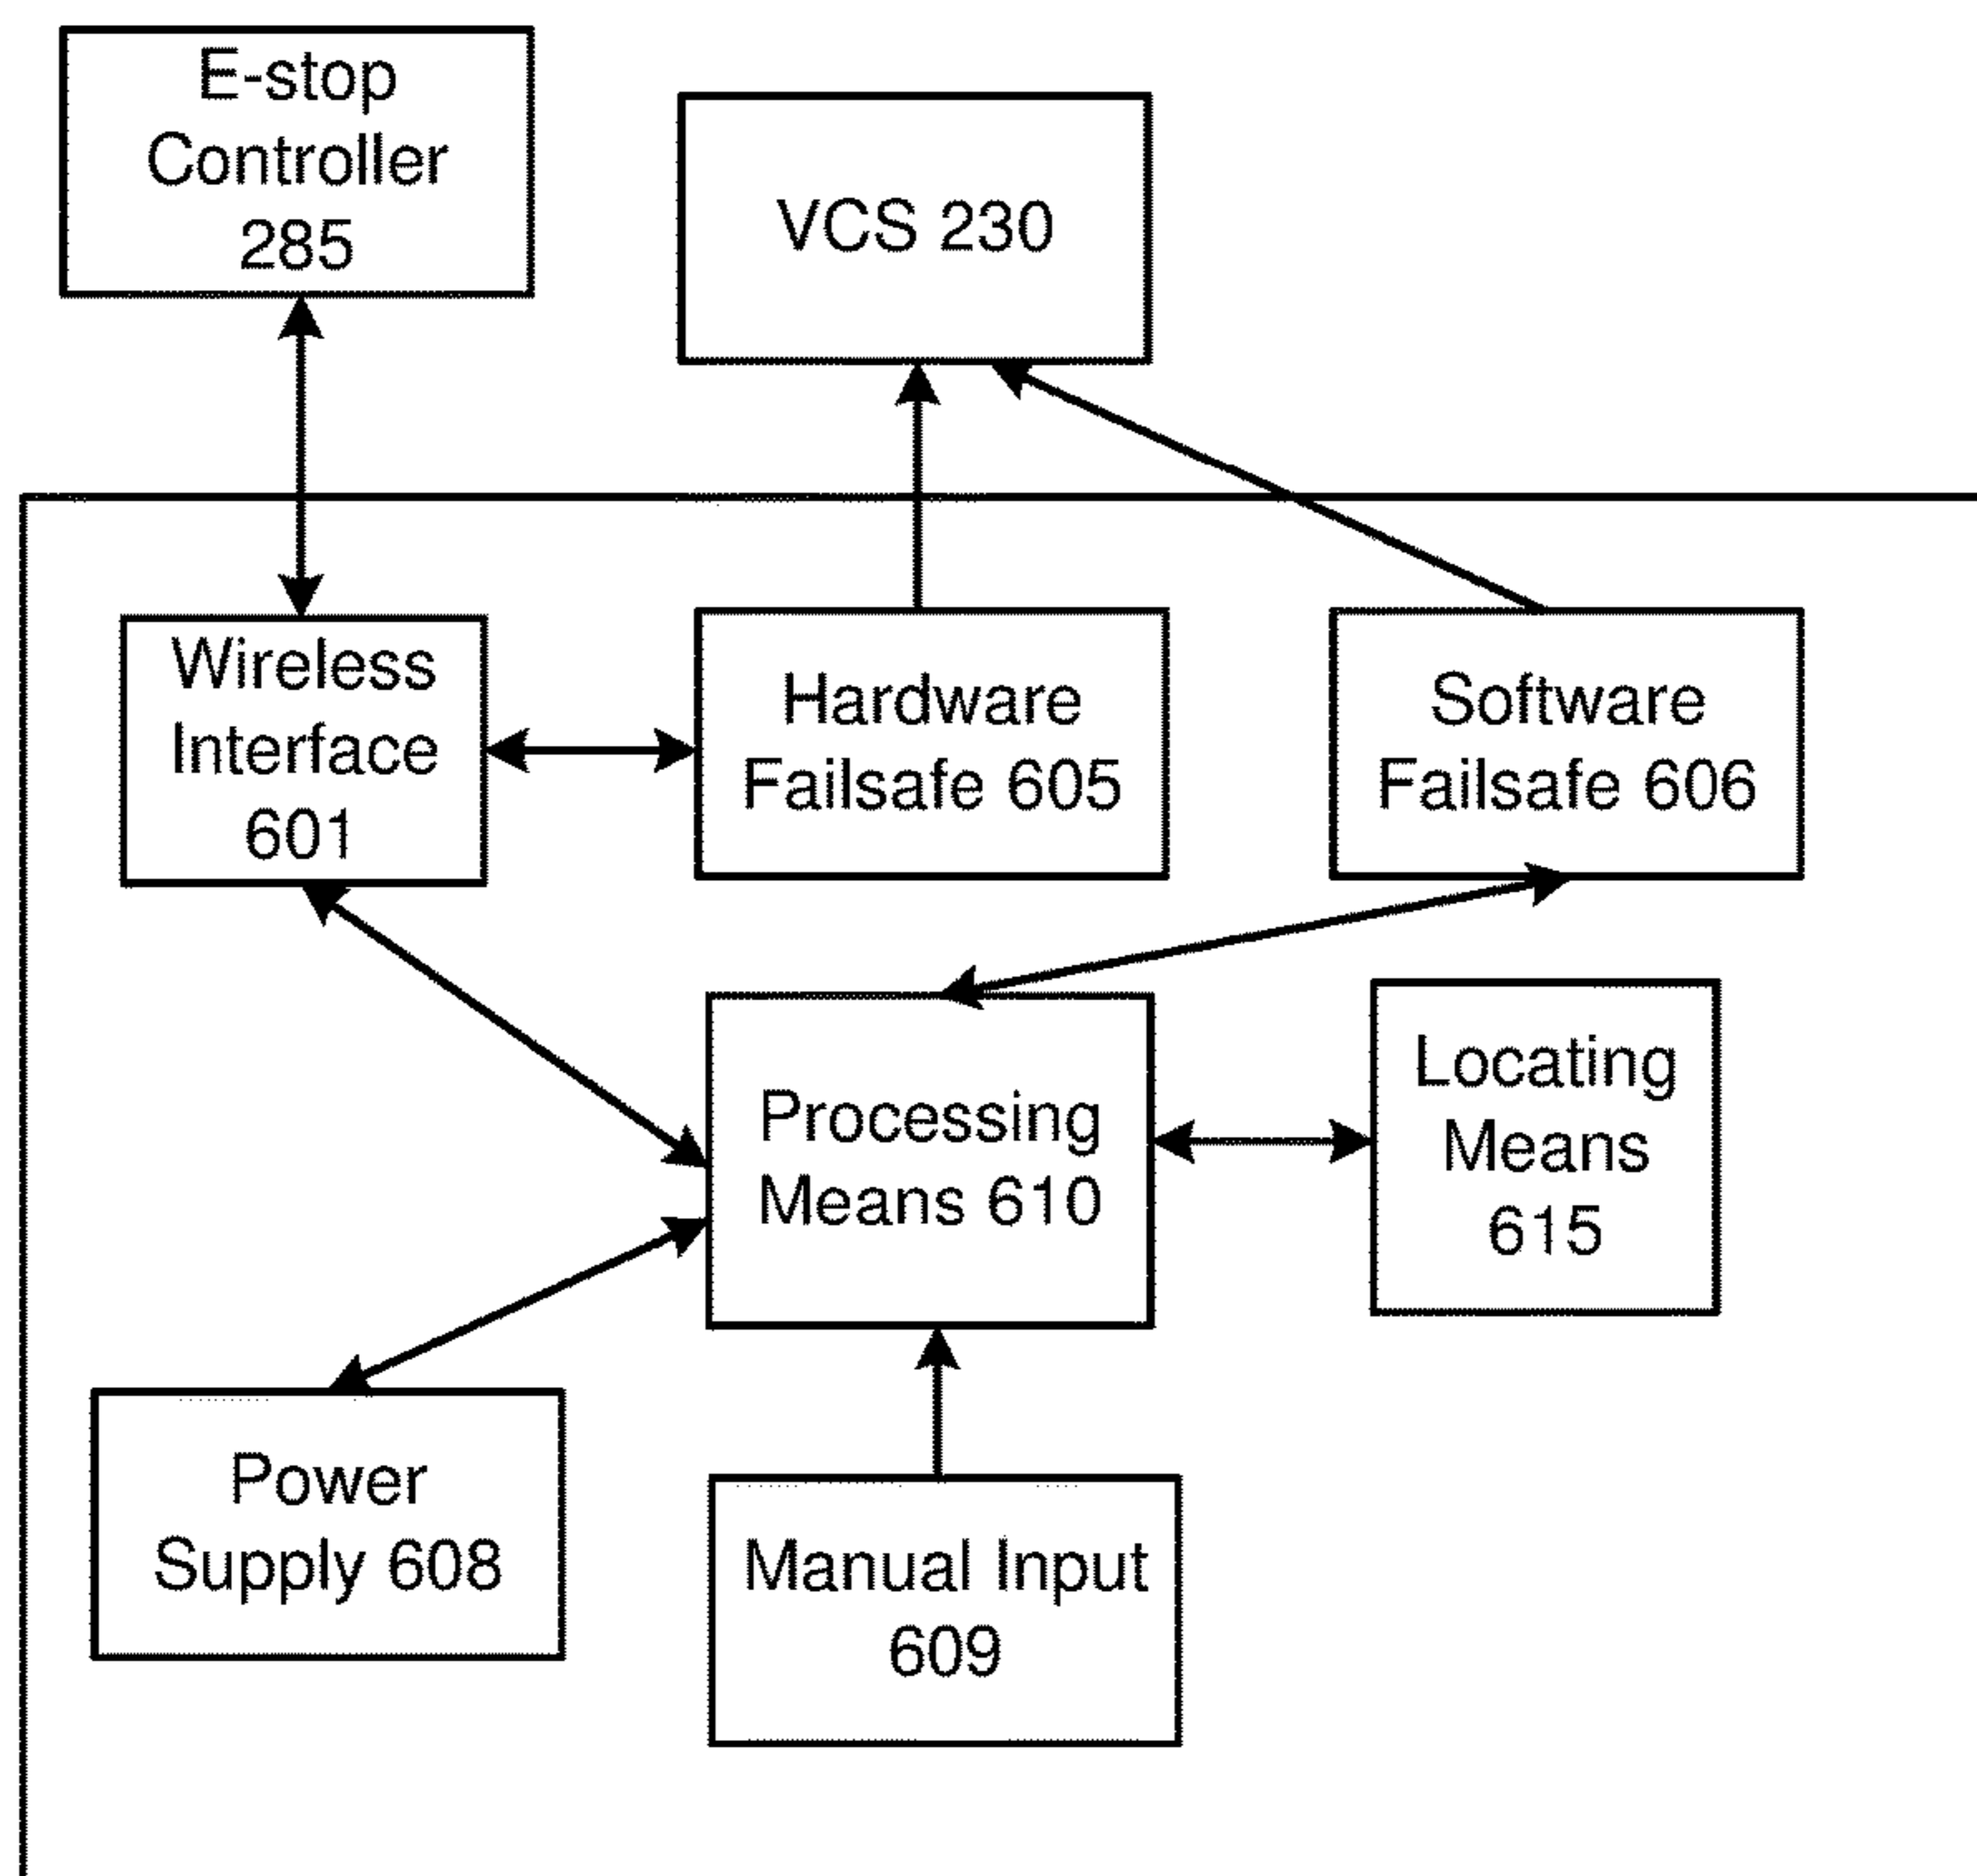 E-stop
Controller
285
VCS 230
Wireless
Interface
601
Hardware
Failsafe 605
Software
Failsafe 606
Processing
Means 610
Locating
Means
615
Power
Supply 608
Manual Input
609